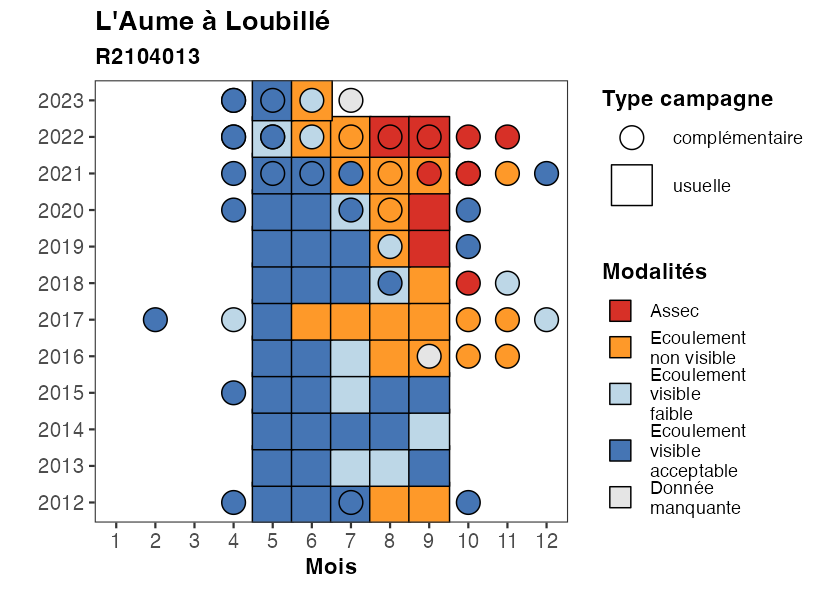 L'Aume à Loubillé
R2104013
2023
2022
2021
2020
2019
2018
2017
2016
2015
2014
2013
2012
1 2 3 4 5 6 7 8 9 10 11 12
Mois
Type campagne
complémentaire
usuelle
Modalités
Assec
Ecoulement
non visible
Ecoulement
visible
faible
Ecoulement
visible
acceptable
Donnée
manquante